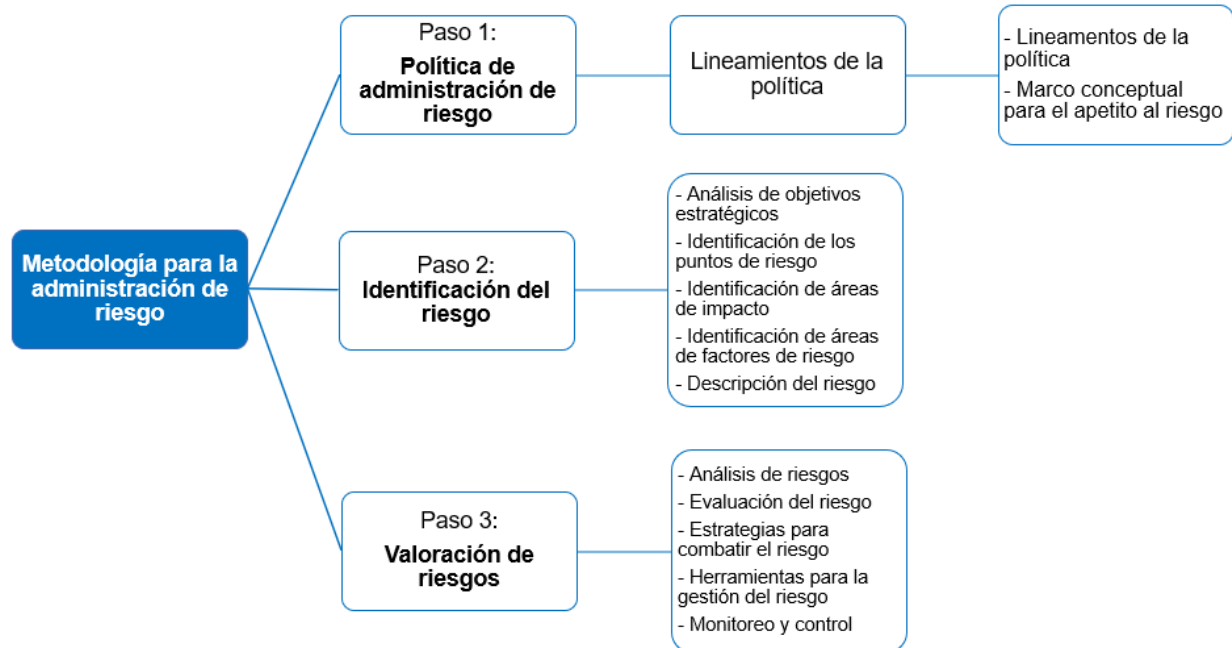 Metodología para la
administración de
riesgo
Paso 1:
Política de
administración de
riesgo
Lineamientos de la
política
- Lineamentos de la
política
- Marco conceptual
para el apetito al riesgo
Paso 2:
Identificación del
riesgo
- Análisis de objetivos
estratégicos
- Identificación de los
puntos de riesgo
- Identificación de áreas
de impacto
- Identificación de áreas
de factores de riesgo
- Descripción del riesgo
Paso 3:
Valoración de
riesgos
- Análisis de riesgos
- Evaluación del riesgo
- Estrategias para
combatir el riesgo
- Herramientas para la
gestión del riesgo
- Monitoreo y control